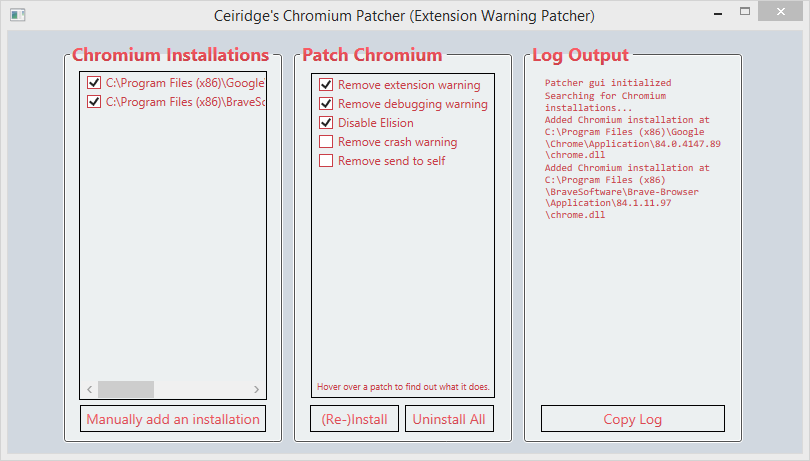 Ceiridge's Chromium Patcher (Extension Warning Patcher)
Chromium Installations
C:\Program Files (x86)\Google
C:\Program Files (x86)\BraveSo
Manually add an installation
Patch Chromium
Remove extension warning
Remove debugging warning
Disable Elision
Remove crash warning
Remove send to self
Hover over a patch to find out what it does.
(Re-)Install
Uninstall All
Log Output
Patcher gui initialized
Searching for Chromium
installations...
Added Chromium installation at
C:\Program Files (x86)\Google
\Chrome\Application\84.0.4147.89
\chrome.dll
Added Chromium installation at
C:\Program Files (x86)
\BraveSoftware\Brave-Browser
\Application\84.1.11.97
\chrome.dll
Copy Log